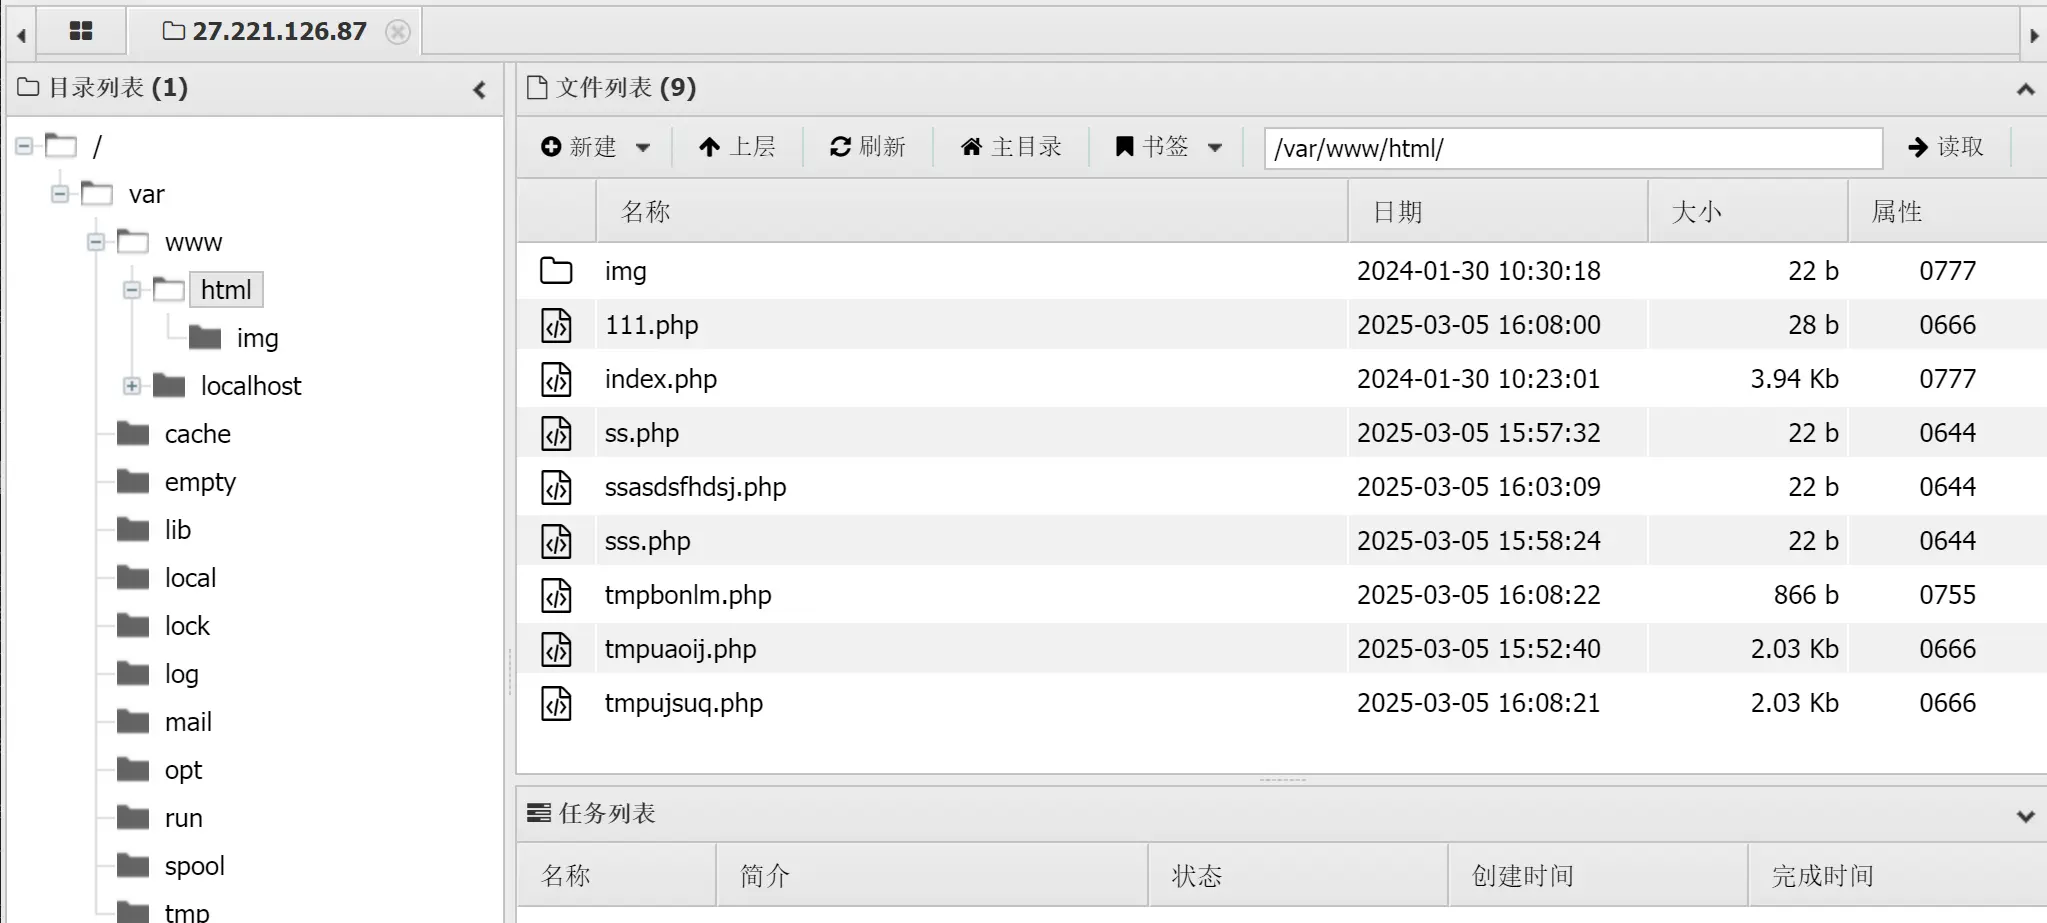 27.221.126.87
目录列表 (1)
/
var
www
html
img
localhost
cache
empty
lib
local
lock
log
mail
opt
run
spool
tmp
文件列表 (9)
新建 上层 刷新 主目录 书签 /var/www/html/ 读取
名称 日期 大小 属性
img 2024-01-30 10:30:18 22 b 0777
111.php 2025-03-05 16:08:00 28 b 0666
index.php 2024-01-30 10:23:01 3.94 Kb 0777
ss.php 2025-03-05 15:57:32 22 b 0644
ssasdsfhdsj.php 2025-03-05 16:03:09 22 b 0644
sss.php 2025-03-05 15:58:24 22 b 0644
tmpbonlm.php 2025-03-05 16:08:22 866 b 0755
tmpuaoij.php 2025-03-05 15:52:40 2.03 Kb 0666
tmpujsuq.php 2025-03-05 16:08:21 2.03 Kb 0666
任务列表
名称 简介 状态 创建时间 完成时间